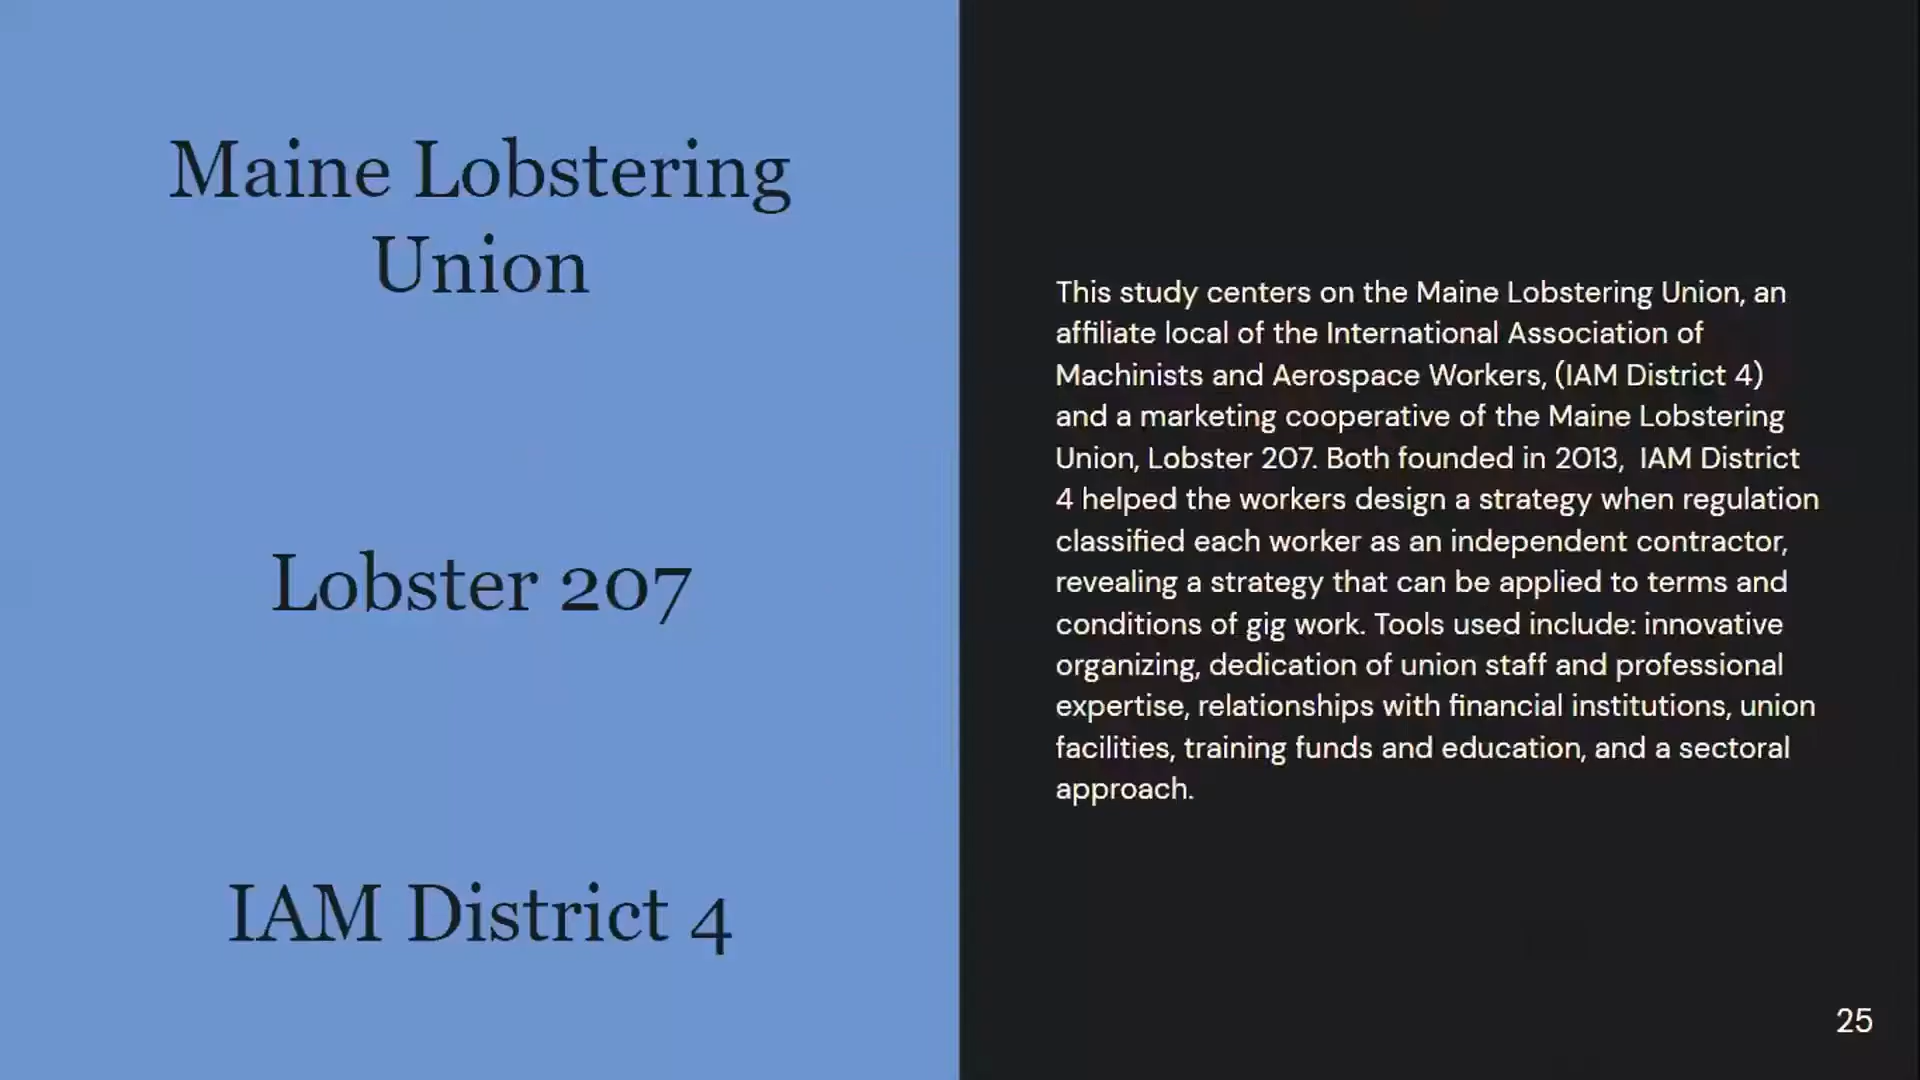 Maine Lobstering
Union
Lobster 207
IAM District 4
This study centers on the Maine Lobstering Union, an
affiliate local of the International Association of
Machinists and Aerospace Workers, (IAM District 4)
and a marketing cooperative of the Maine Lobstering
Union, Lobster 207. Both founded in 2013,  IAM District
4 helped the workers design a strategy when regulation
classified each worker as an independent contractor,
revealing a strategy that can be applied to terms and
conditions of gig work. Tools used include: innovative
organizing, dedication of union staff and professional
expertise, relationships with financial institutions, union
facilities, training funds and education, and a sectoral
approach.
25